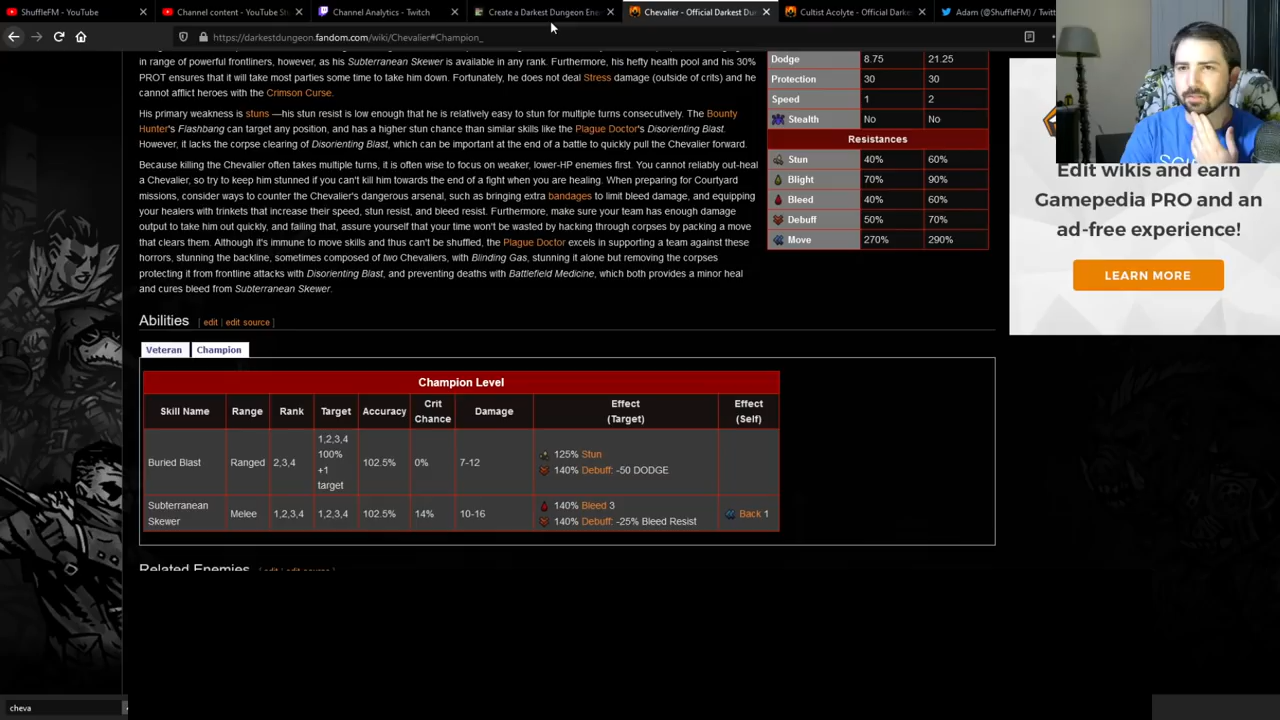 ShuffleFM - YouTube
Channel content - YouTube St
Channel Analytics - Twitch
Create a Darkest Dungeon Ene
Chevalier - Official Darkest Du
Cultist Acolyte - Official Darke
Adam (@ShuffleFM) / Twitt
https://darkestdungeon.fandom.com/wiki/Chevalier#Champion_
in range of powerful frontliners, however, as his Subterranean Skewer is available in any rank. Furthermore, his hefty health pool and his 30%
PROT ensures that it will take most parties some time to take him down. Fortunately, he does not deal Stress damage (outside of crits) and he
cannot afflict heroes with the Crimson Curse.
His primary weakness is stuns —his stun resist is low enough that he is relatively easy to stun for multiple turns consecutively. The Bounty
Hunter's Flashbang can target any position, and has a higher stun chance than similar skills like the Plague Doctor's Disorienting Blast.
However, it lacks the corpse clearing of Disorienting Blast, which can be important at the end of a battle to quickly pull the Chevalier forward.
Because killing the Chevalier often takes multiple turns, it is often wise to focus on weaker, lower-HP enemies first. You cannot reliably out-heal
a Chevalier, so try to keep him stunned if you can't kill him towards the end of a fight when you are healing. When preparing for Courtyard
missions, consider ways to counter the Chevalier's dangerous arsenal, such as bringing extra bandages to limit bleed damage, and equipping
your healers with trinkets that increase their speed, stun resist, and bleed resist. Furthermore, make sure your team has enough damage
output to take him out quickly, and failing that, assure yourself that your time won't be wasted by hacking through corpses by packing a move
that clears them. Although it's immune to move skills and thus can't be shuffled, the Plague Doctor excels in supporting a team against these
horrors, stunning the backline, sometimes composed of two Chevaliers, with Blinding Gas, stunning it alone but removing the corpses
protecting it from frontline attacks with Disorienting Blast, and preventing deaths with Battlefield Medicine, which both provides a minor heal
and cures bleed from Subterranean Skewer.
Dodge 8.75 21.25
Protection 30 30
Speed 1 2
Stealth No No
Resistances
Stun 40% 60%
Blight 70% 90%
Bleed 40% 60%
Debuff 50% 70%
Move 270% 290%
Edit wikis and earn
Gamepedia PRO and an
ad-free experience!
LEARN MORE
Abilities [ edit | edit source ]
Veteran Champion
Champion Level
Skill Name Range Rank Target Accuracy Crit Chance Damage Effect (Target) Effect (Self)
Buried Blast Ranged 2,3,4 1,2,3,4 100% +1 target 102.5% 0% 7-12 125% Stun 140% Debuff: -50 DODGE
Subterranean Skewer Melee 1,2,3,4 1,2,3,4 102.5% 14% 10-16 140% Bleed 3 140% Debuff: -25% Bleed Resist Back 1
Related Enemies [ edit | edit source ]
cheva